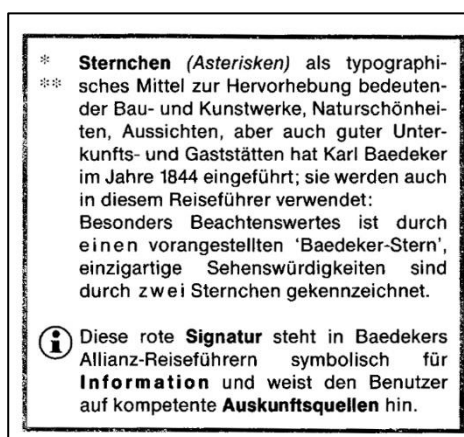 * Sternchen (Asterisken) als typographi-
** sches Mittel zur Hervorhebung bedeuten-
der Bau- und Kunstwerke, Naturschönhei-
ten, Aussichten, aber auch guter Unter-
kunfts- und Gaststätten hat Karl Baedeker
im Jahre 1844 eingeführt; sie werden auch
in diesem Reiseführer verwendet:
Besonders Beachtenswertes ist durch
einen vorangestellten 'Baedeker-Stern',
einzigartige Sehenswürdigkeiten sind
durch zwei Sternchen gekennzeichnet.
i Diese rote Signatur steht in Baedekers
Allianz-Reiseführern symbolisch für
Information und weist den Benutzer
auf kompetente Auskunftsquellen hin.